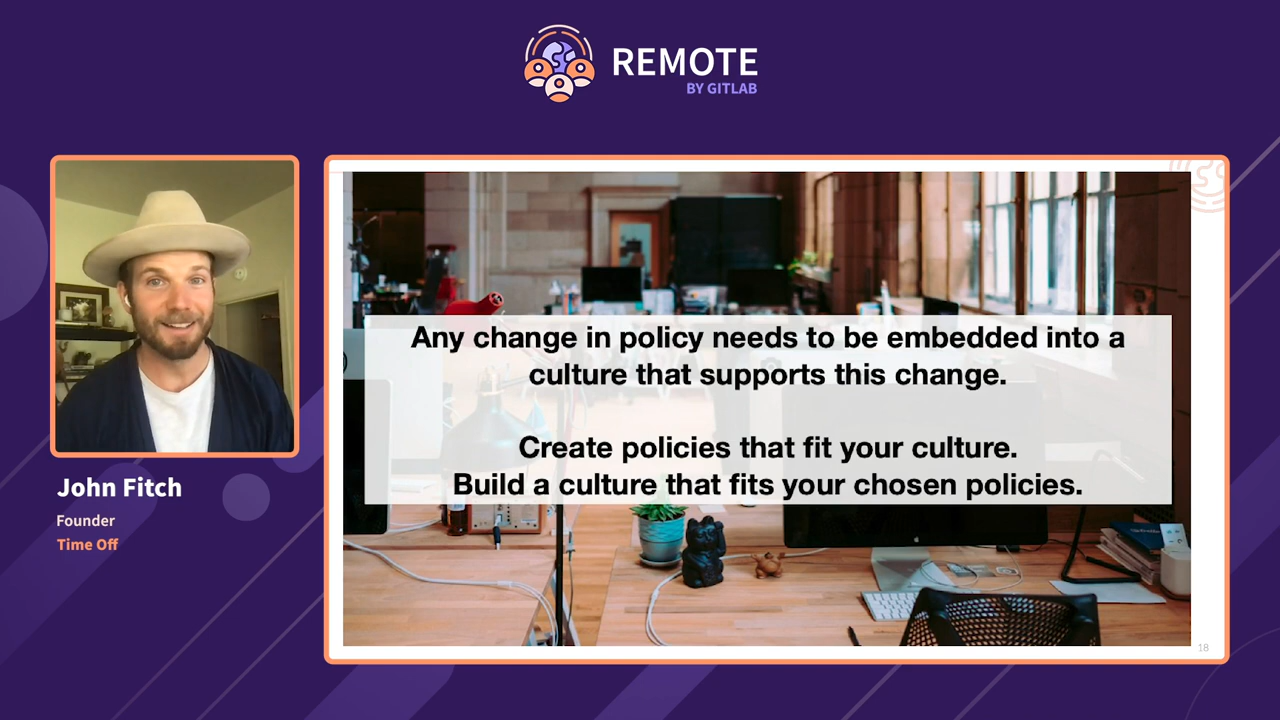 REMOTE
BY GITLAB
John Fitch
Founder
Time Off
Any change in policy needs to be embedded into a
culture that supports this change.
Create policies that fit your culture.
Build a culture that fits your chosen policies.
18